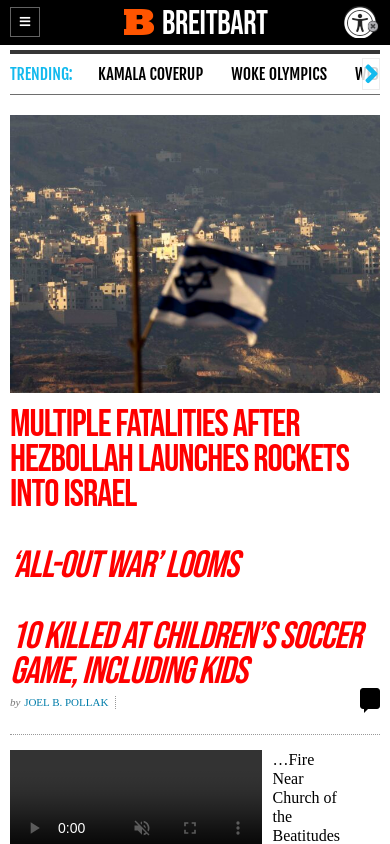 B BREITBART
TRENDING: KAMALA COVERUP WOKE OLYMPICS
MULTIPLE FATALITIES AFTER
HEZBOLLAH LAUNCHES ROCKETS
INTO ISRAEL
‘ALL-OUT WAR’ LOOMS
10 KILLED AT CHILDREN’S SOCCER
GAME, INCLUDING KIDS
by JOEL B. POLLAK
0:00
…Fire
Near
Church of
the
Beatitudes